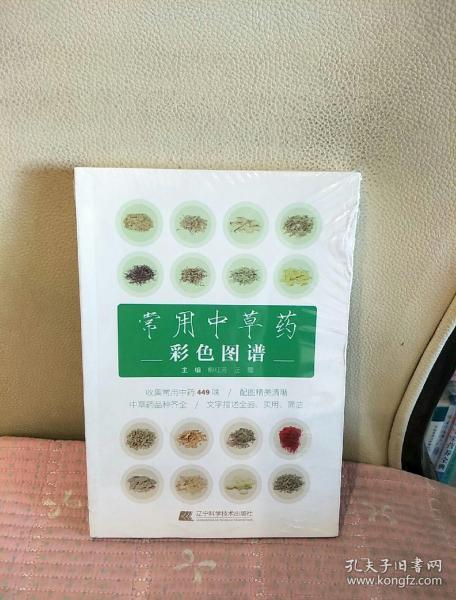 常用中草药
彩色图谱
主编
收集常用中药449味 / 配图精美清晰
中草药品种齐全 / 文字描述全面、实用、简洁
辽宁科学技术出版社
孔夫子旧书网
www.kongfz.com